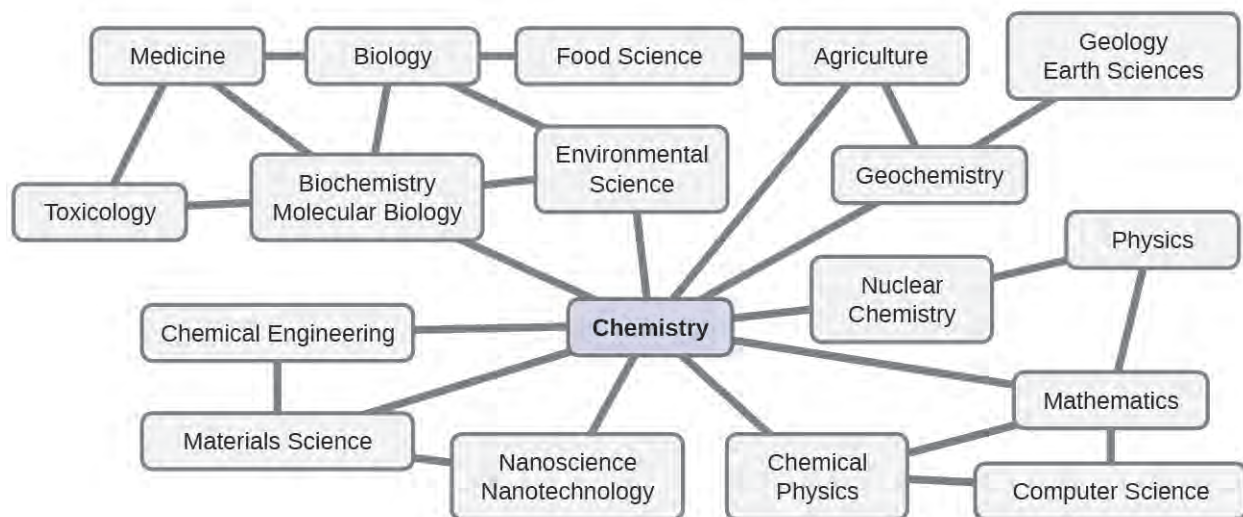 Medicine
Biology
Food Science
Agriculture
Geology
Earth Sciences
Environmental
Science
Geochemistry
Biochemistry
Molecular Biology
Toxicology
Physics
Nuclear
Chemistry
Chemistry
Chemical Engineering
Mathematics
Materials Science
Nanoscience
Nanotechnology
Chemical
Physics
Computer Science